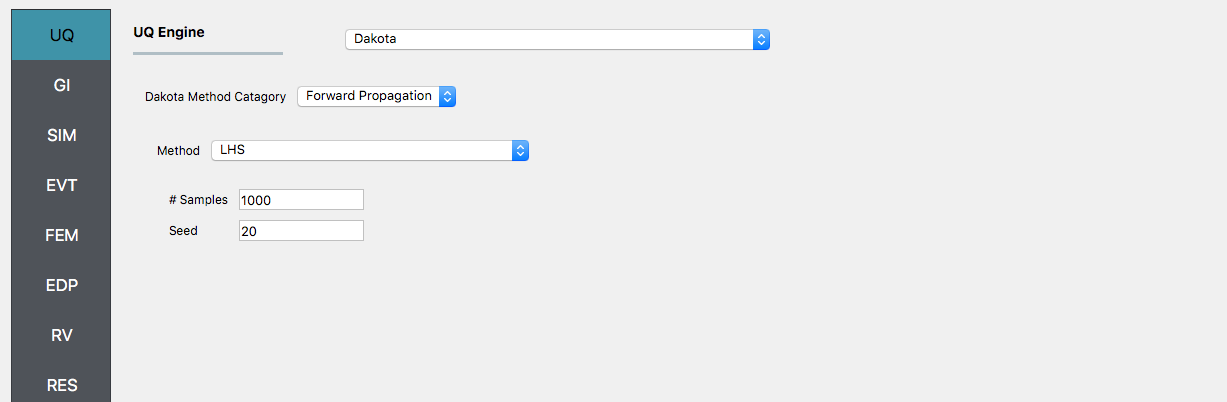 UQ
GI
SIM
EVT
FEM
EDP
RV
RES
UQ Engine
Dakota
Dakota Method Catagory
Forward Propagation
Method
LHS
# Samples
1000
Seed
20